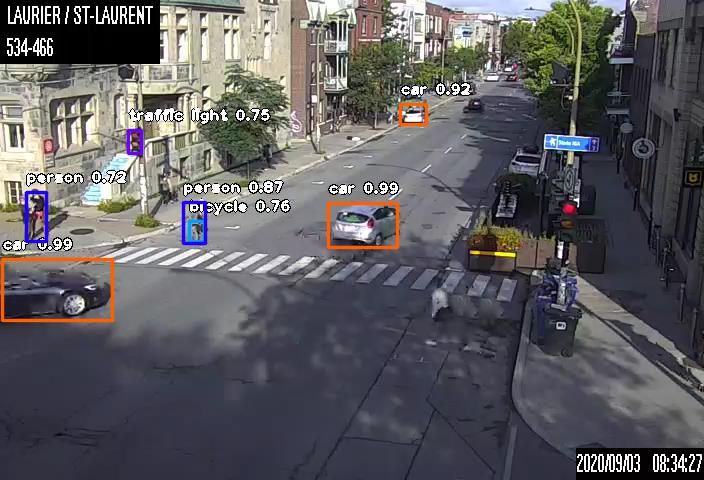 LAURIER / ST-LAURENT
534-466
car 0.92
traffic light 0.75
person 0.72
person 0.87
bicycle 0.76
car 0.99
car 0.99
2020/09/03 08:34:27